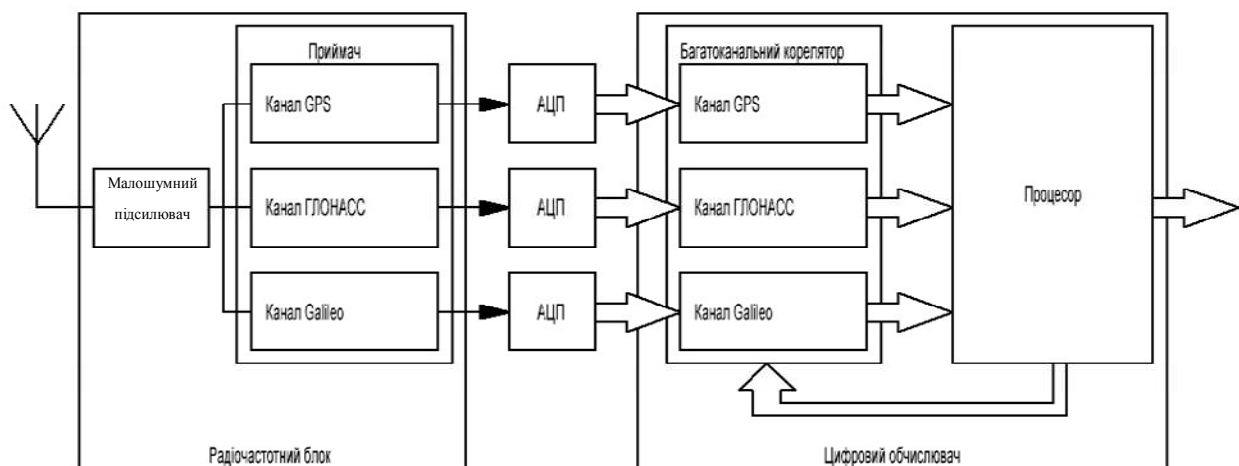 Приймач
Багатоканальний корелятор
Канал GPS
АЦП
Канал GPS
Малошумний
підсилювач
Канал ГЛОНАСС
АЦП
Канал ГЛОНАСС
Процесор
Канал Galileo
АЦП
Канал Galileo
Радіочастотний блок
Цифровий обчислювач